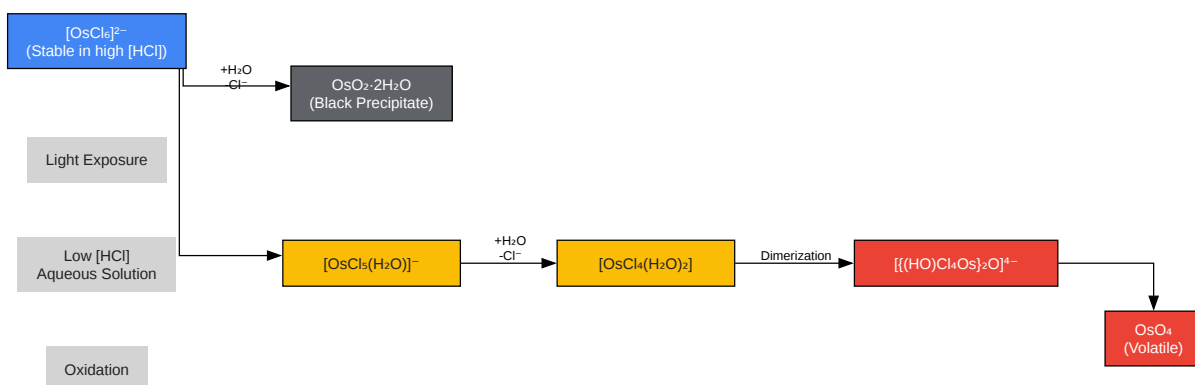 [OsCl₆]²⁻
(Stable in high [HCl])
+H₂O
-Cl⁻
OsO₂·2H₂O
(Black Precipitate)
Light Exposure
Low [HCl]
Aqueous Solution
[OsCl₅(H₂O)]⁻
+H₂O
-Cl⁻
[OsCl₄(H₂O)₂]
Dimerization
[{(HO)Cl₄Os}₂O]⁴⁻
OsO₄
(Volatile)
Oxidation